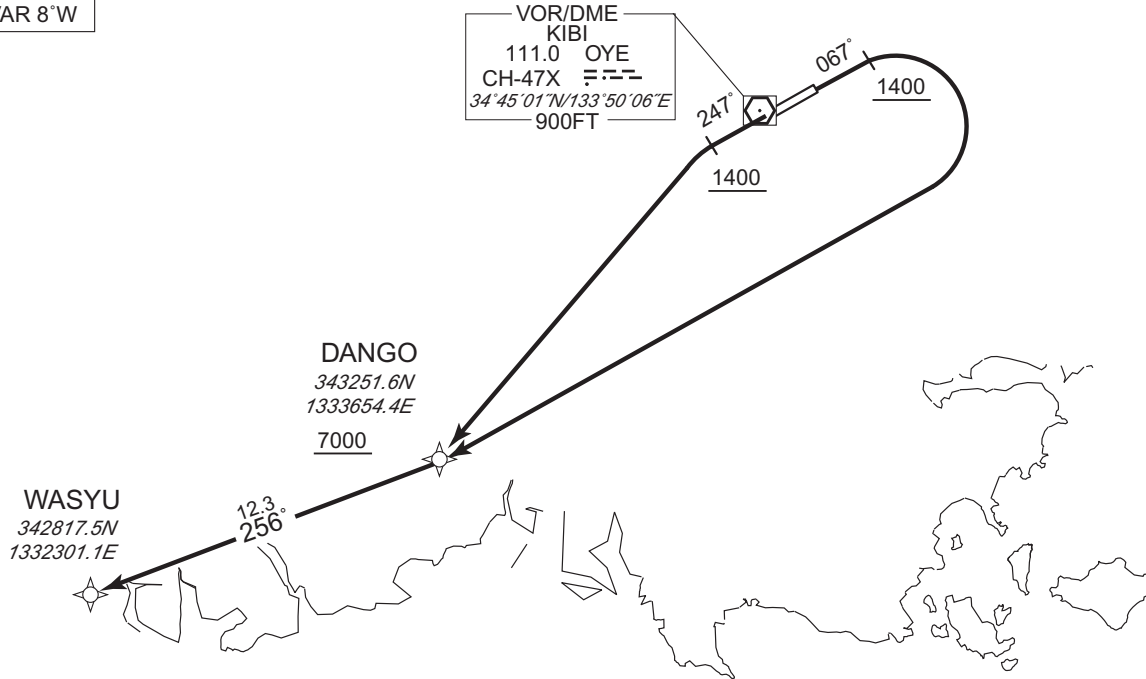 VAR 8°W
VOR/DME
KIBI
111.0 OYE
CH-47X
34°45´01˝N/133°50´06˝E
900FT
067°
1400
247°
1400
DANGO
343251.6N
1333654.4E
7000
WASYU
342817.5N
1332301.1E
12.3
256°